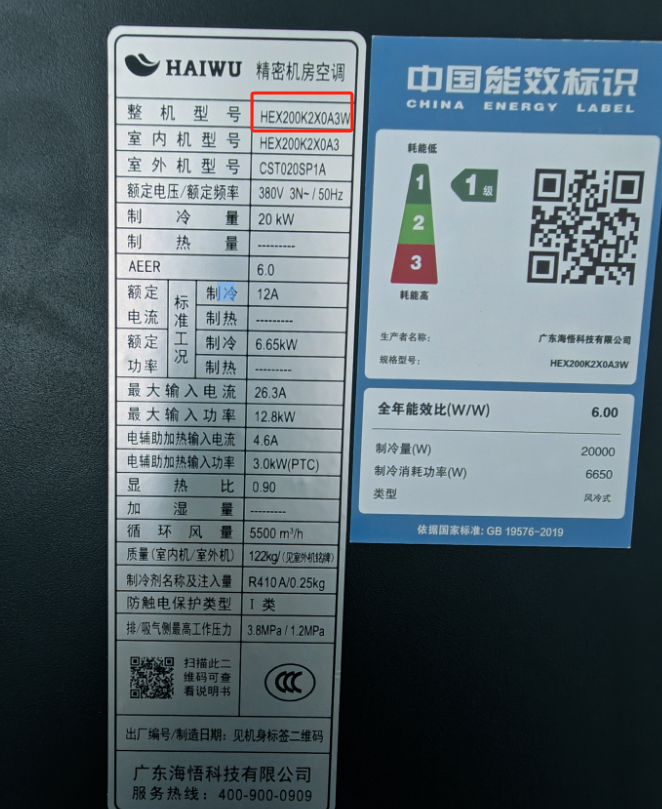 HAIWU 精密机房空调
整机型号 HEX200K2X0A3W
室内机型号 HEX200K2X0A3
室外机型号 CST020SP1A
额定电压/额定频率 380V 3N~/50Hz
制冷量 20 kW
制热量 ---------
AEER 6.0
额定电流 标准工况 制冷 12A
制热 ---------
额定功率 制冷 6.65kW
制热 ---------
最大输入电流 26.3A
最大输入功率 12.8kW
电辅助加热输入电流 4.6A
电辅助加热输入功率 3.0kW(PTC)
显热比 0.90
加湿量 ---------
循环风量 5500 m³/h
质量(室内机/室外机) 122kg/(见室外机铭牌)
制冷剂名称及注入量 R410A/0.25kg
防触电保护类型 I 类
排/吸气侧最高工作压力 3.8MPa / 1.2MPa
扫描此二
维码可查
看说明书
CCC
出厂编号/制造日期: 见机身标签二维码
广东海悟科技有限公司
服务热线: 400-900-0909
中国能效标识
CHINA ENERGY LABEL
耗能低
1
1级
2
3
耗能高
生产者名称: 广东海悟科技有限公司
规格型号: HEX200K2X0A3W
全年能效比(W/W) 6.00
制冷量(W) 20000
制冷消耗功率(W) 6650
类型 风冷式
依据国家标准: GB 19576-2019